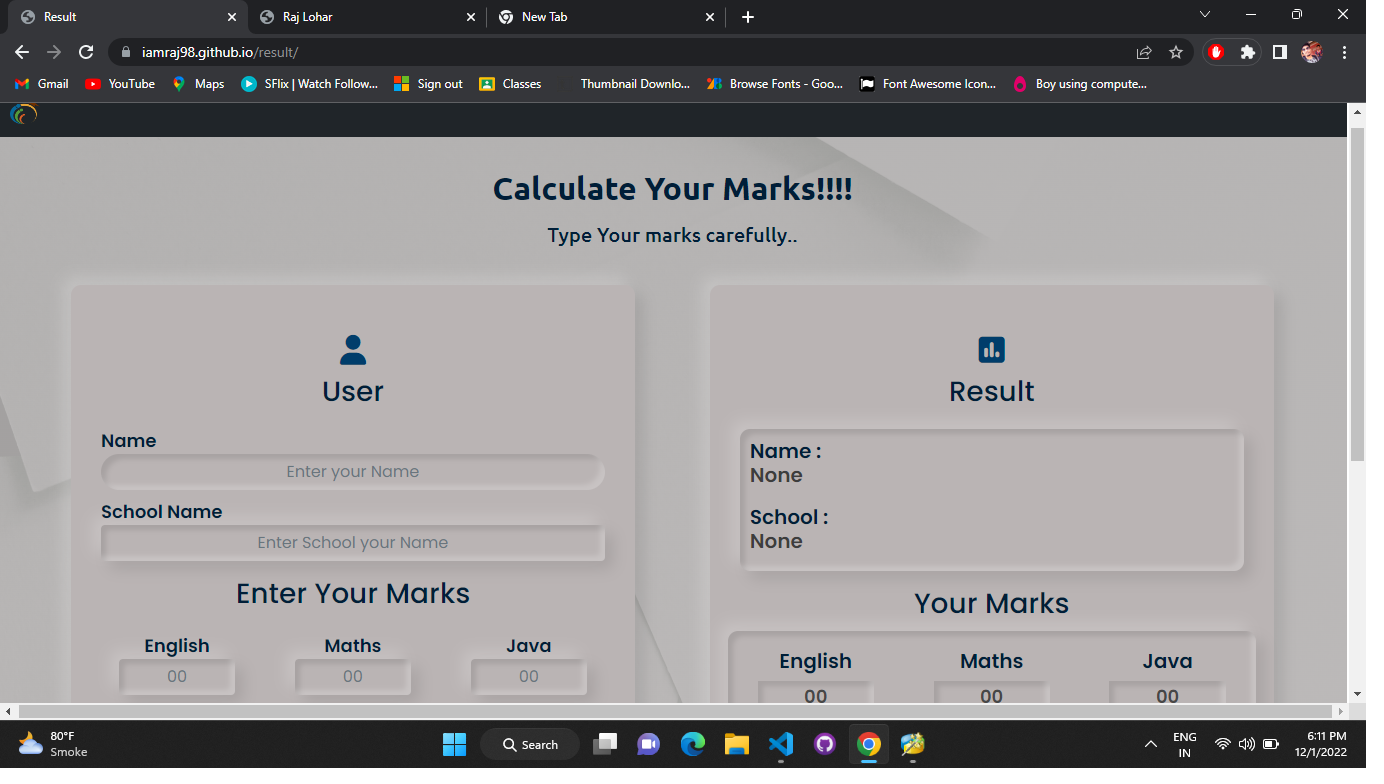 Result
Raj Lohar
New Tab
iamraj98.github.io/result/
Gmail
YouTube
Maps
SFlix | Watch Follow...
Sign out
Classes
Thumbnail Downlo...
Browse Fonts - Goo...
Font Awesome Icon...
Boy using compute...
Calculate Your Marks!!!!
Type Your marks carefully..
User
Name
Enter your Name
School Name
Enter School your Name
Enter Your Marks
English Maths Java
00 00 00
Result
Name :
None
School :
None
Your Marks
English Maths Java
00 00 00
80°F
Smoke
Search
ENG
IN
6:11 PM
12/1/2022